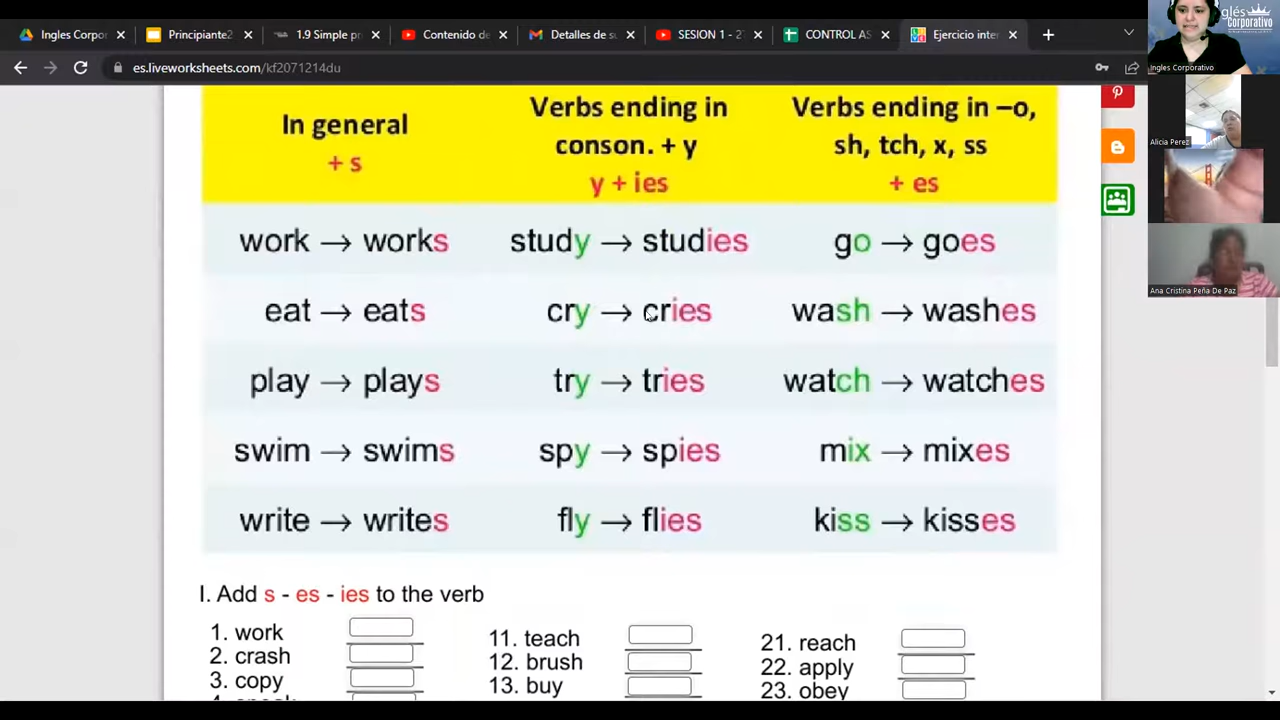 Ingles Corpor
Principiante2
1.9 Simple pr
Contenido de
Detalles de su
SESION 1 - 2
CONTROL AS
Ejercicio inter
es.liveworksheets.com/kf2071214du
glés
Corporativo
Ingles Corporativo
Alicia Perez
Ana Cristina Peña De Paz
In general
+ s
Verbs ending in
conson. + y
y + ies
Verbs ending in –o,
sh, tch, x, ss
+ es
work → works
study → studies
go → goes
eat → eats
cry → cries
wash → washes
play → plays
try → tries
watch → watches
swim → swims
spy → spies
mix → mixes
write → writes
fly → flies
kiss → kisses
I. Add s - es - ies to the verb
1. work
2. crash
3. copy
11. teach
12. brush
13. buy
21. reach
22. apply
23. obey